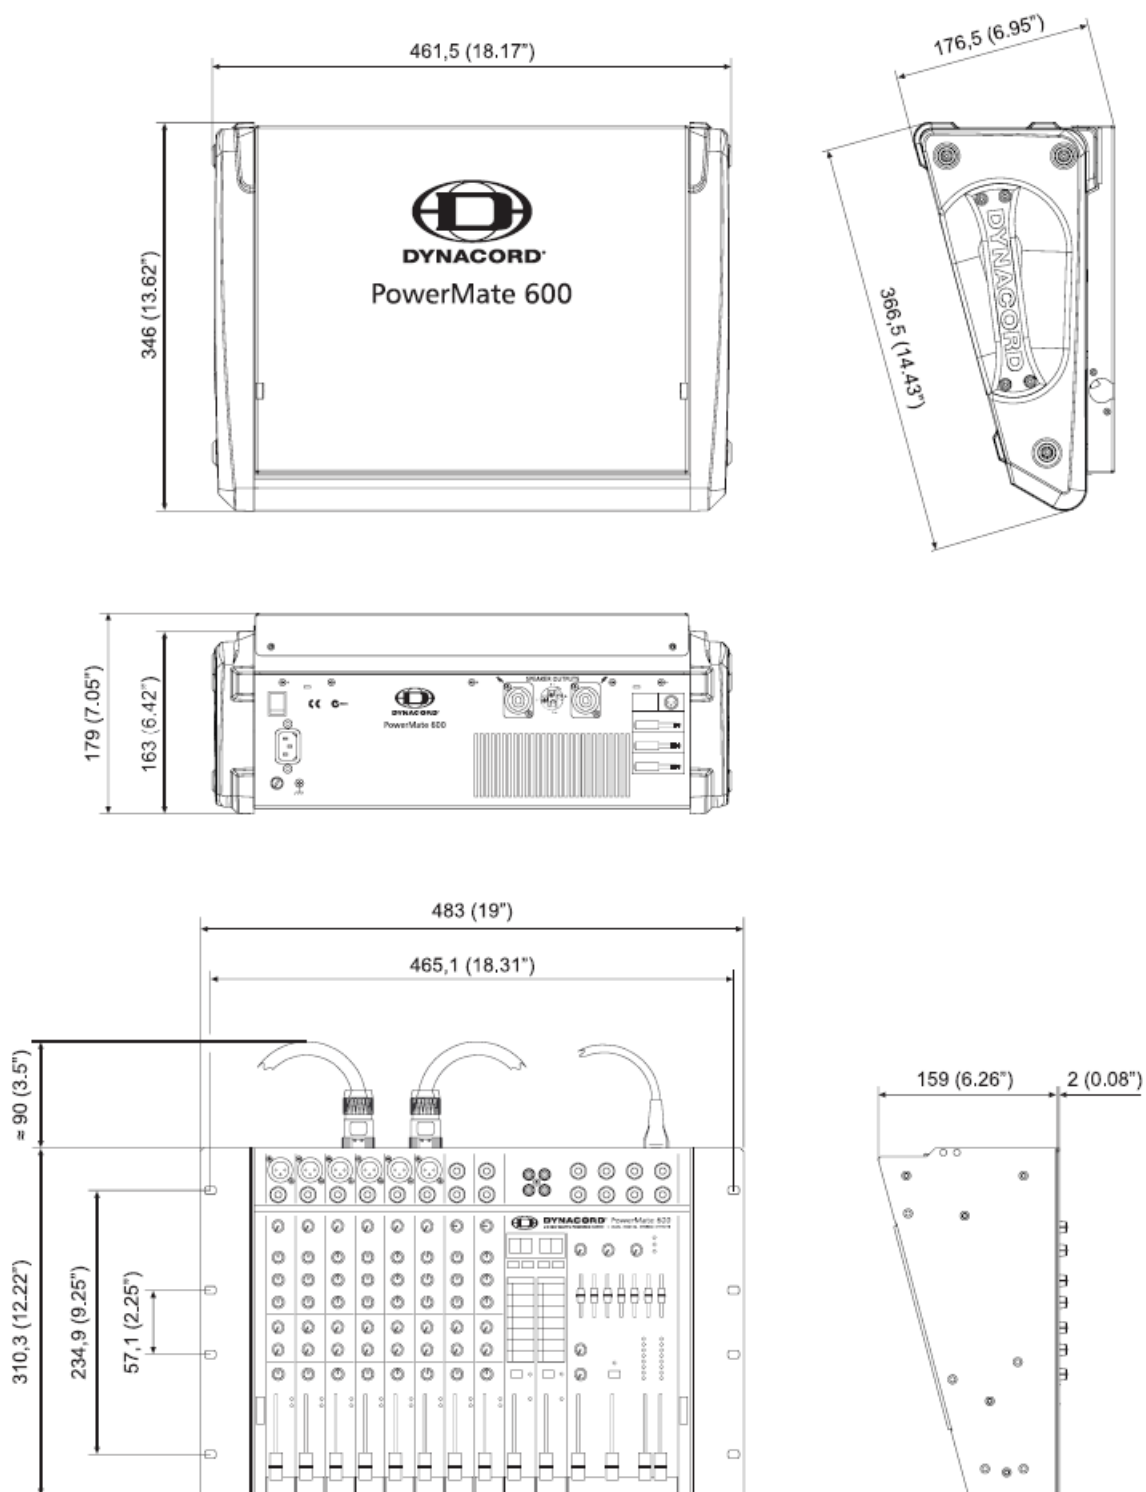 461,5 (18.17”)
176,5 (6.95”)
DYNACORD®
PowerMate 600
346 (13.62”)
DYNACORD
366,5 (14.43”)
179 (7.05”)
163 (6.42”)
SPEAKER OUTPUTS
CE
DYNACORD®
PowerMate 600
483 (19”)
465,1 (18.31”)
≈ 90 (3.5”)
159 (6.26”)
2 (0.08”)
DYNACORD® PowerMate 600
310,3 (12.22”)
234,9 (9.25”)
57,1 (2.25”)